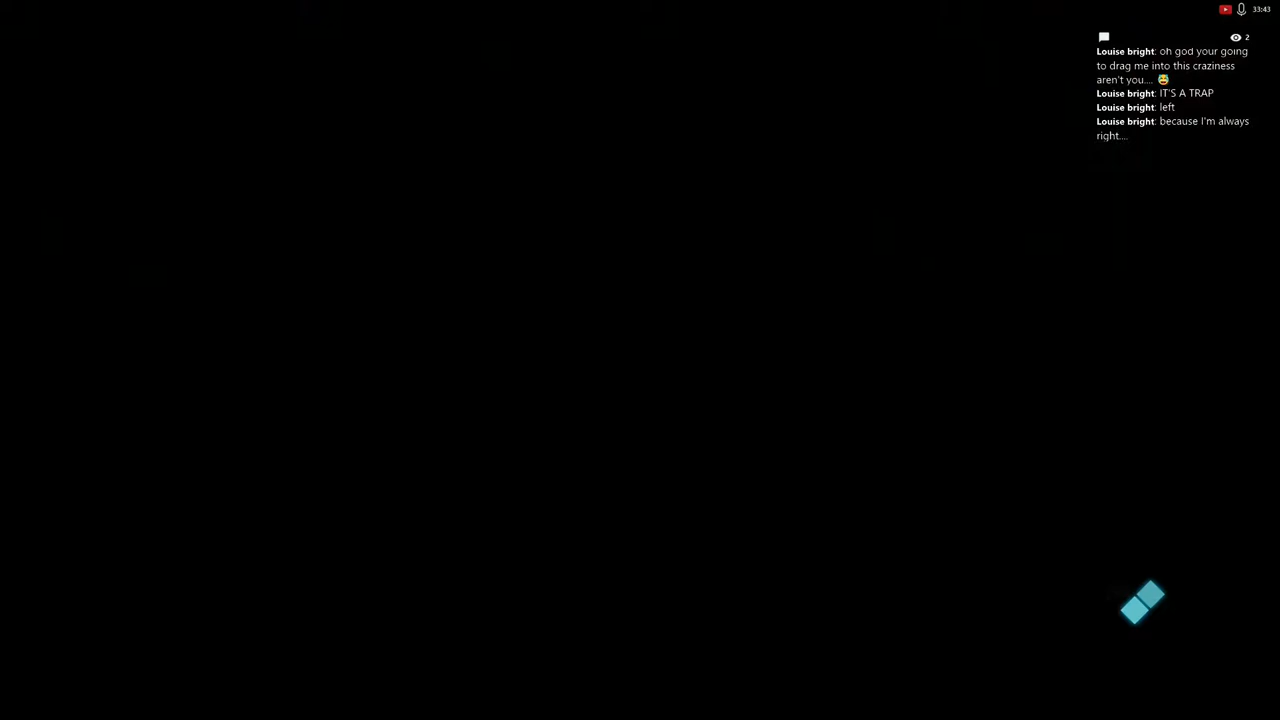 33:43
2
Louise bright: oh god your going
to drag me into this craziness
aren't you.... 😅
Louise bright: IT'S A TRAP
Louise bright: left
Louise bright: because I'm always
right....